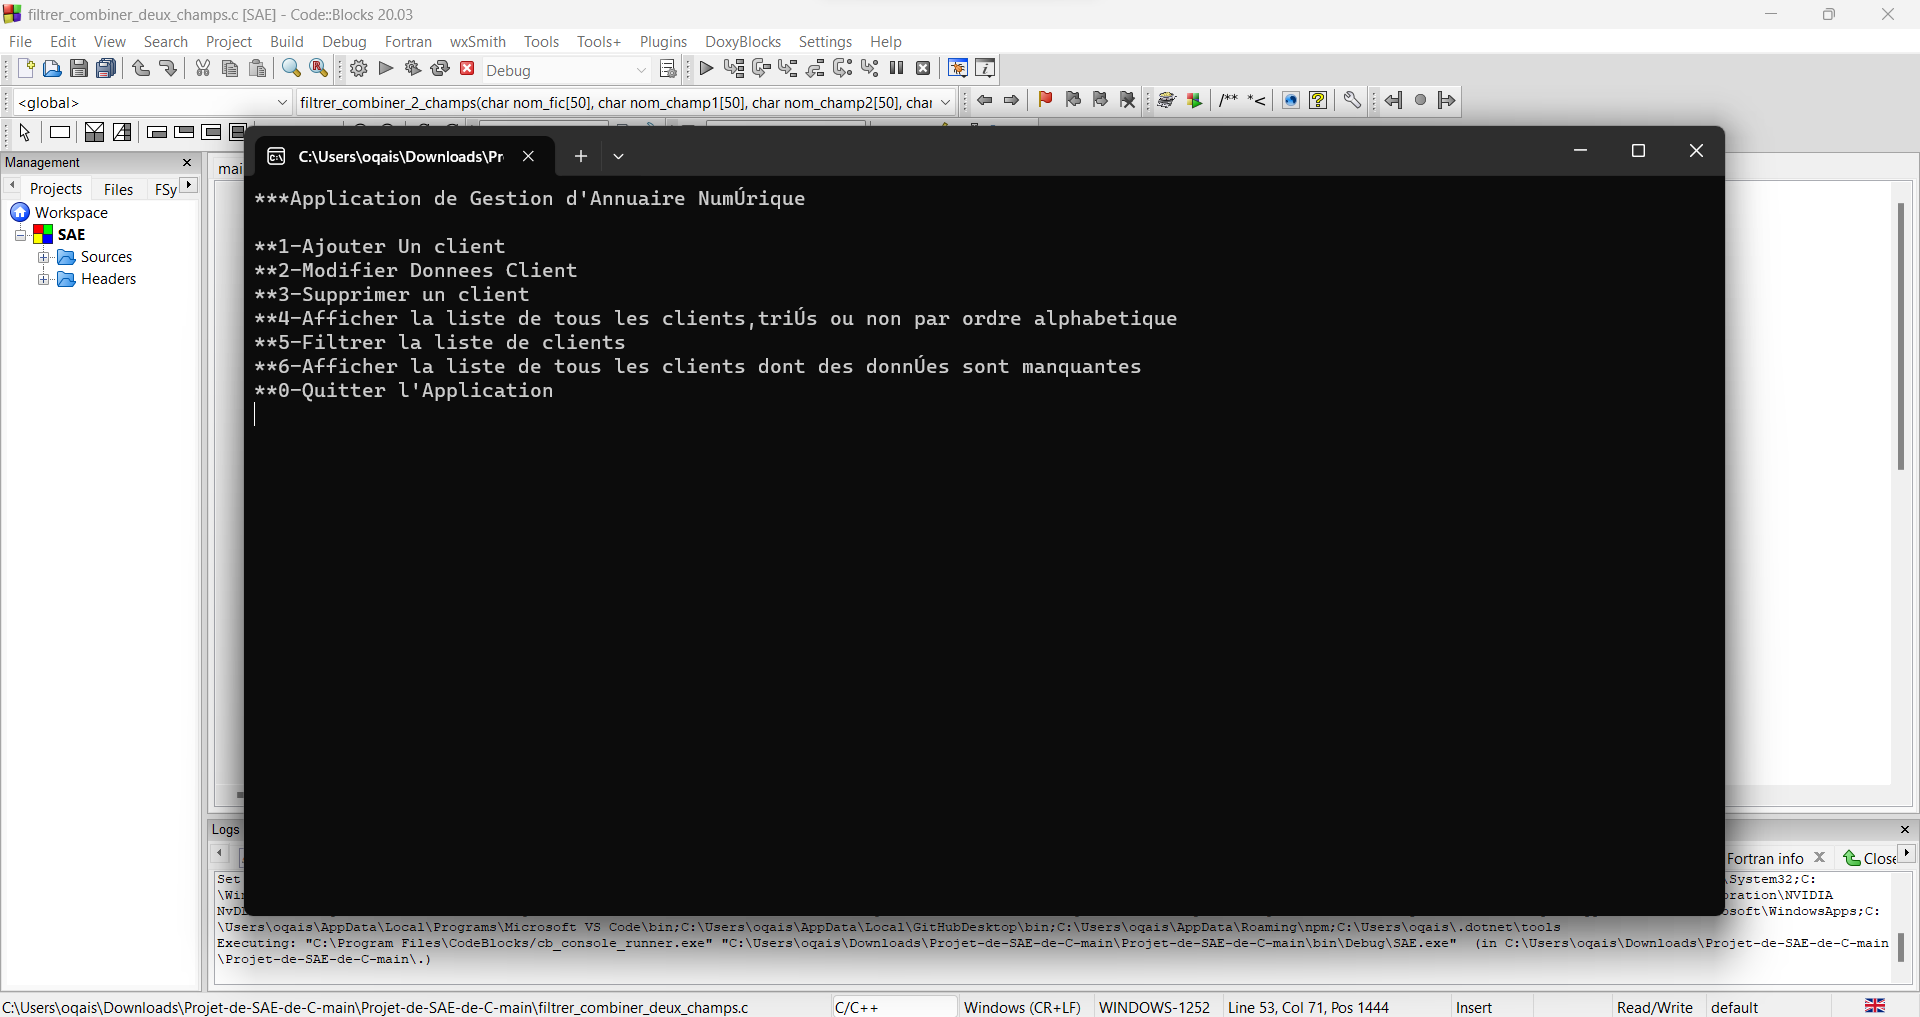 filtrer_combiner_deux_champs.c [SAE] - Code::Blocks 20.03
File Edit View Search Project Build Debug Fortran wxSmith Tools Tools+ Plugins DoxyBlocks Settings Help
Debug
<global> filtrer_combiner_2_champs(char nom_fic[50], char nom_champ1[50], char nom_champ2[50], char /** *<
Management
Projects Files FSy
Workspace
SAE
Sources
Headers
C:\Users\oqais\Downloads\Pr
***Application de Gestion d'Annuaire NumÚrique
**1-Ajouter Un client
**2-Modifier Donnees Client
**3-Supprimer un client
**4-Afficher la liste de tous les clients,triÚs ou non par ordre alphabetique
**5-Filtrer la liste de clients
**6-Afficher la liste de tous les clients dont des donnÚes sont manquantes
**0-Quitter l'Application
Logs
Fortran info Close
Set \System32;C:
\Win ration\NVIDIA
NvDL osoft\WindowsApps;C:
\Users\oqais\AppData\Local\Programs\Microsoft VS Code\bin;C:\Users\oqais\AppData\Local\GitHubDesktop\bin;C:\Users\oqais\AppData\Roaming\npm;C:\Users\oqais\.dotnet\tools
Executing: "C:\Program Files\CodeBlocks/cb_console_runner.exe" "C:\Users\oqais\Downloads\Projet-de-SAE-de-C-main\Projet-de-SAE-de-C-main\bin\Debug\SAE.exe" (in C:\Users\oqais\Downloads\Projet-de-SAE-de-C-main
\Projet-de-SAE-de-C-main\.)
C:\Users\oqais\Downloads\Projet-de-SAE-de-C-main\Projet-de-SAE-de-C-main\filtrer_combiner_deux_champs.c C/C++ Windows (CR+LF) WINDOWS-1252 Line 53, Col 71, Pos 1444 Insert Read/Write default